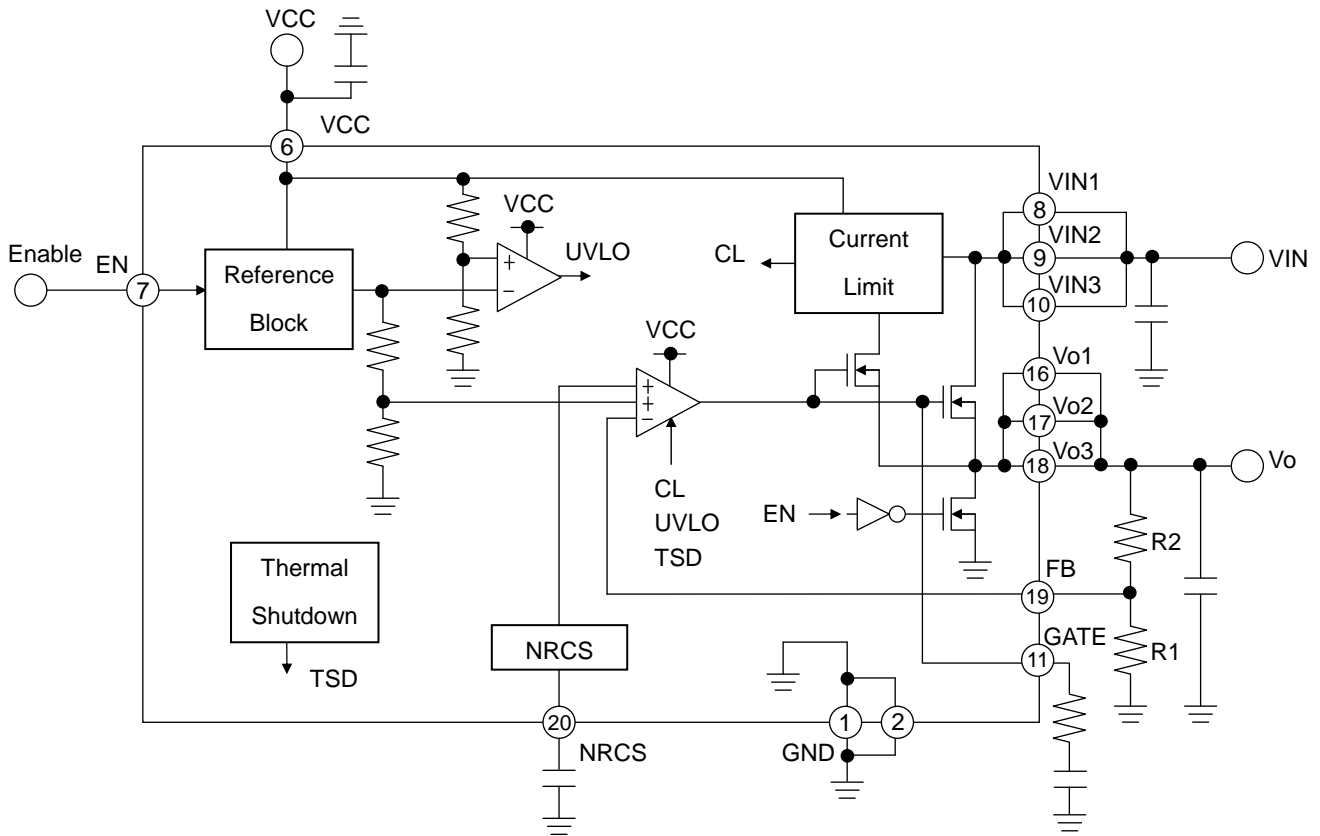 VCC
VCC
6
VIN1
8
VCC
VIN2
Enable
EN
UVLO
CL
Current
Limit
9
VIN
7
Reference
Block
+
−
VIN3
10
VCC
Vo1
16
+
+
−
Vo2
17
Vo3
18
Vo
CL
UVLO
TSD
EN
R2
Thermal
Shutdown
FB
19
NRCS
GATE
11
R1
TSD
20
1
2
NRCS
GND